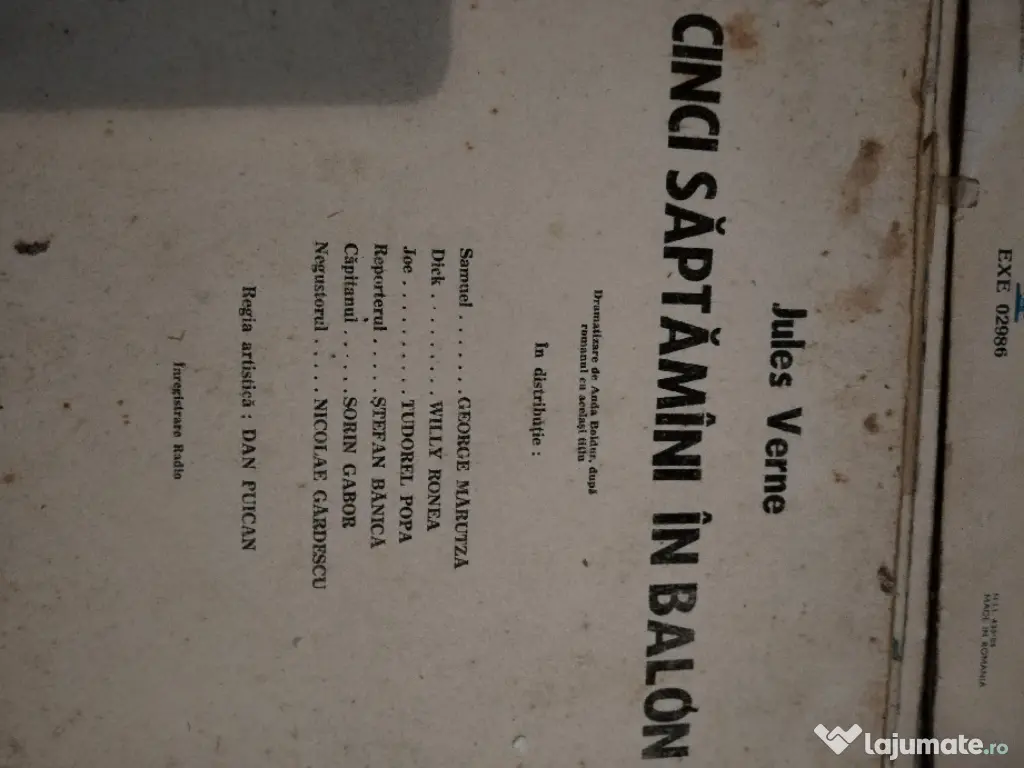 Jules Verne
CINCI SĂPTĂMÎNI ÎN BALON
Dramatizare de Anda Boldur, după
romanul cu același titlu
În distribuție :
Samuel . . . . . . . GEORGE MĂRUTZA
Dick . . . . . . . . . WILLY RONEA
Joe . . . . . . . . . . TUDOREL POPA
Reporterul . . . . . ȘTEFAN BĂNICĂ
Căpitanul . . . . . . SORIN GABOR
Negustorul . . . . . NICOLAE GĂRDESCU
Regia artistică : DAN PUICAN
Înregistrare Radio
EXE 02986
MADE IN ROMANIA
lajumate.ro